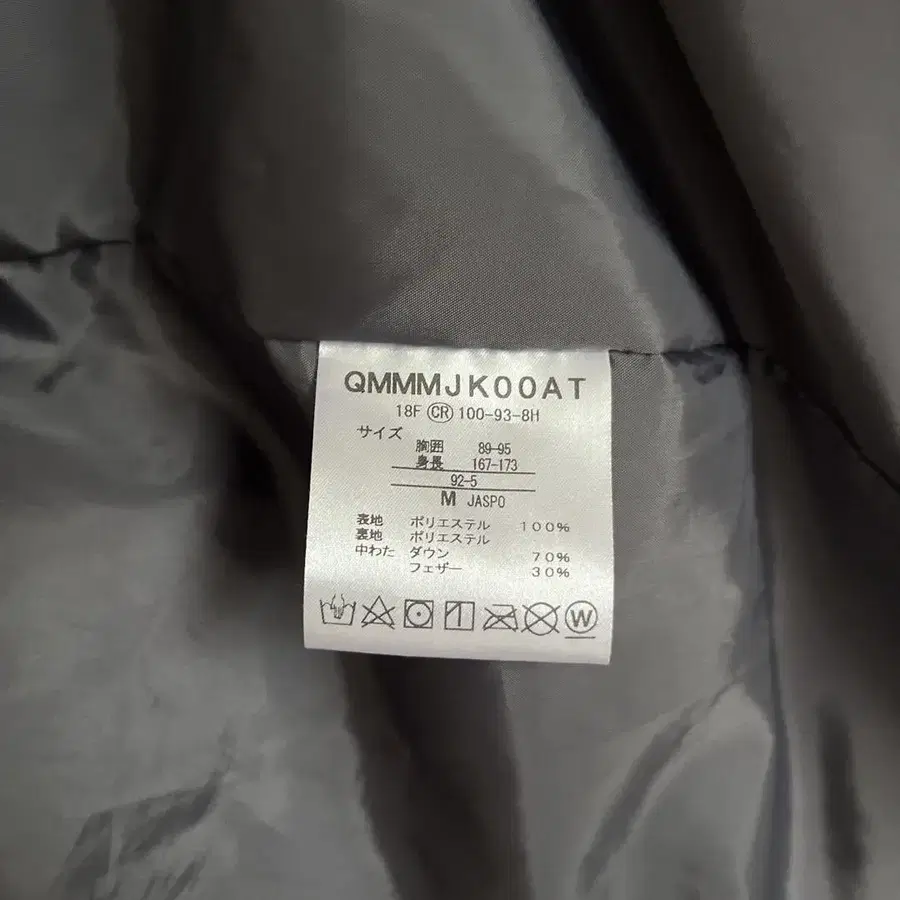 QMMMJK00AT
18F CR 100-93-8H
サイズ
胸囲 89-95
身長 167-173
92-5
M JASPO
表地 ポリエステル 100%
裏地 ポリエステル
中わた ダウン 70%
フェザー 30%
W